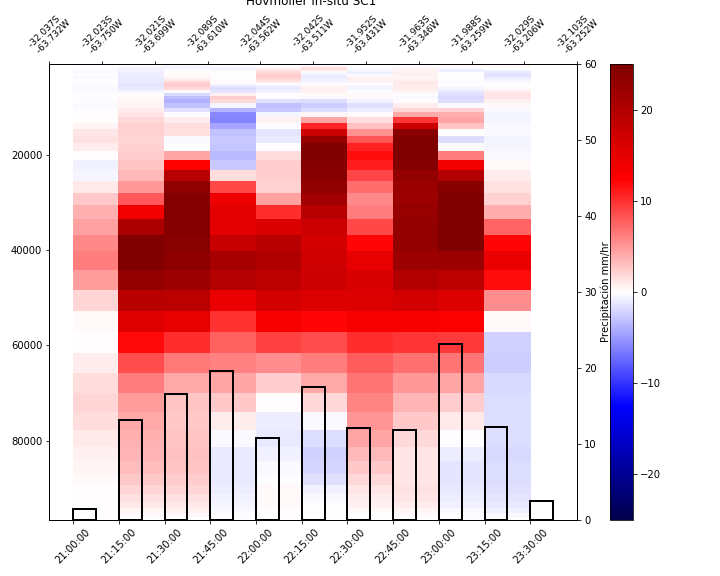 Hovmoller in-situ SC1
-32.037S
-63.732W
-32.023S
-63.750W
-32.021S
-63.699W
-32.089S
-63.610W
-32.044S
-63.562W
-32.042S
-63.511W
-31.952S
-63.431W
-31.963S
-63.346W
-31.988S
-63.259W
-32.029S
-63.206W
-32.103S
-63.252W
20000
40000
60000
80000
60
50
40
30
20
10
0
Precipitación mm/hr
20
10
0
−10
−20
21:00:00
21:15:00
21:30:00
21:45:00
22:00:00
22:15:00
22:30:00
22:45:00
23:00:00
23:15:00
23:30:00